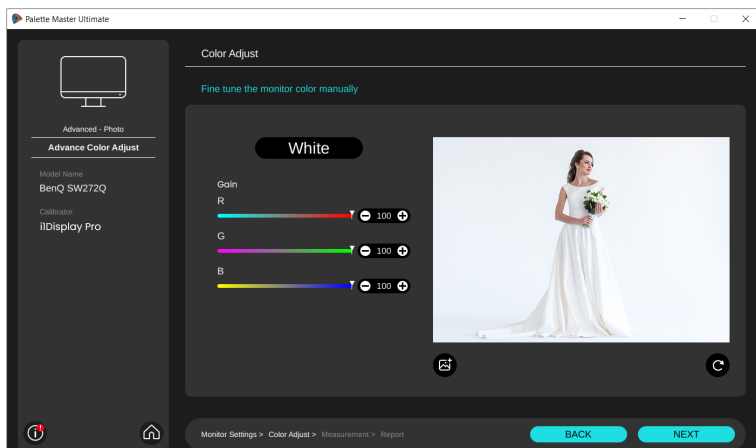 Palette Master Ultimate
Advanced - Photo
Advance Color Adjust
Model Name
BenQ SW272Q
Calibrator
i1Display Pro
Color Adjust
Fine tune the monitor color manually
White
Gain
R
100
G
100
B
100
Monitor Settings > Color Adjust > Measurement > Report
BACK
NEXT